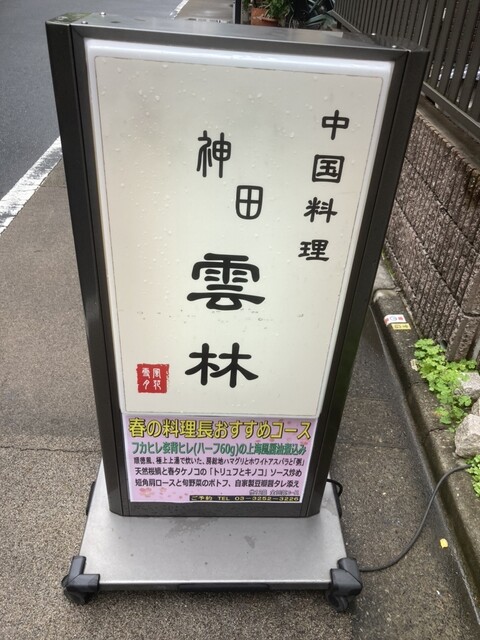 中国料理
神田
雲林
春の料理長おすすめコース
フカヒレ姿背ヒレ(ハーフ60g)の上海風醤油煮込み
天然桜鯛と春タケノコの「トリュフとキノコ」ソース炒め
短角肩ロースと旬野菜のポトフ、自家製豆板醤タレ添え
ご予約 TEL 03-3252-3226